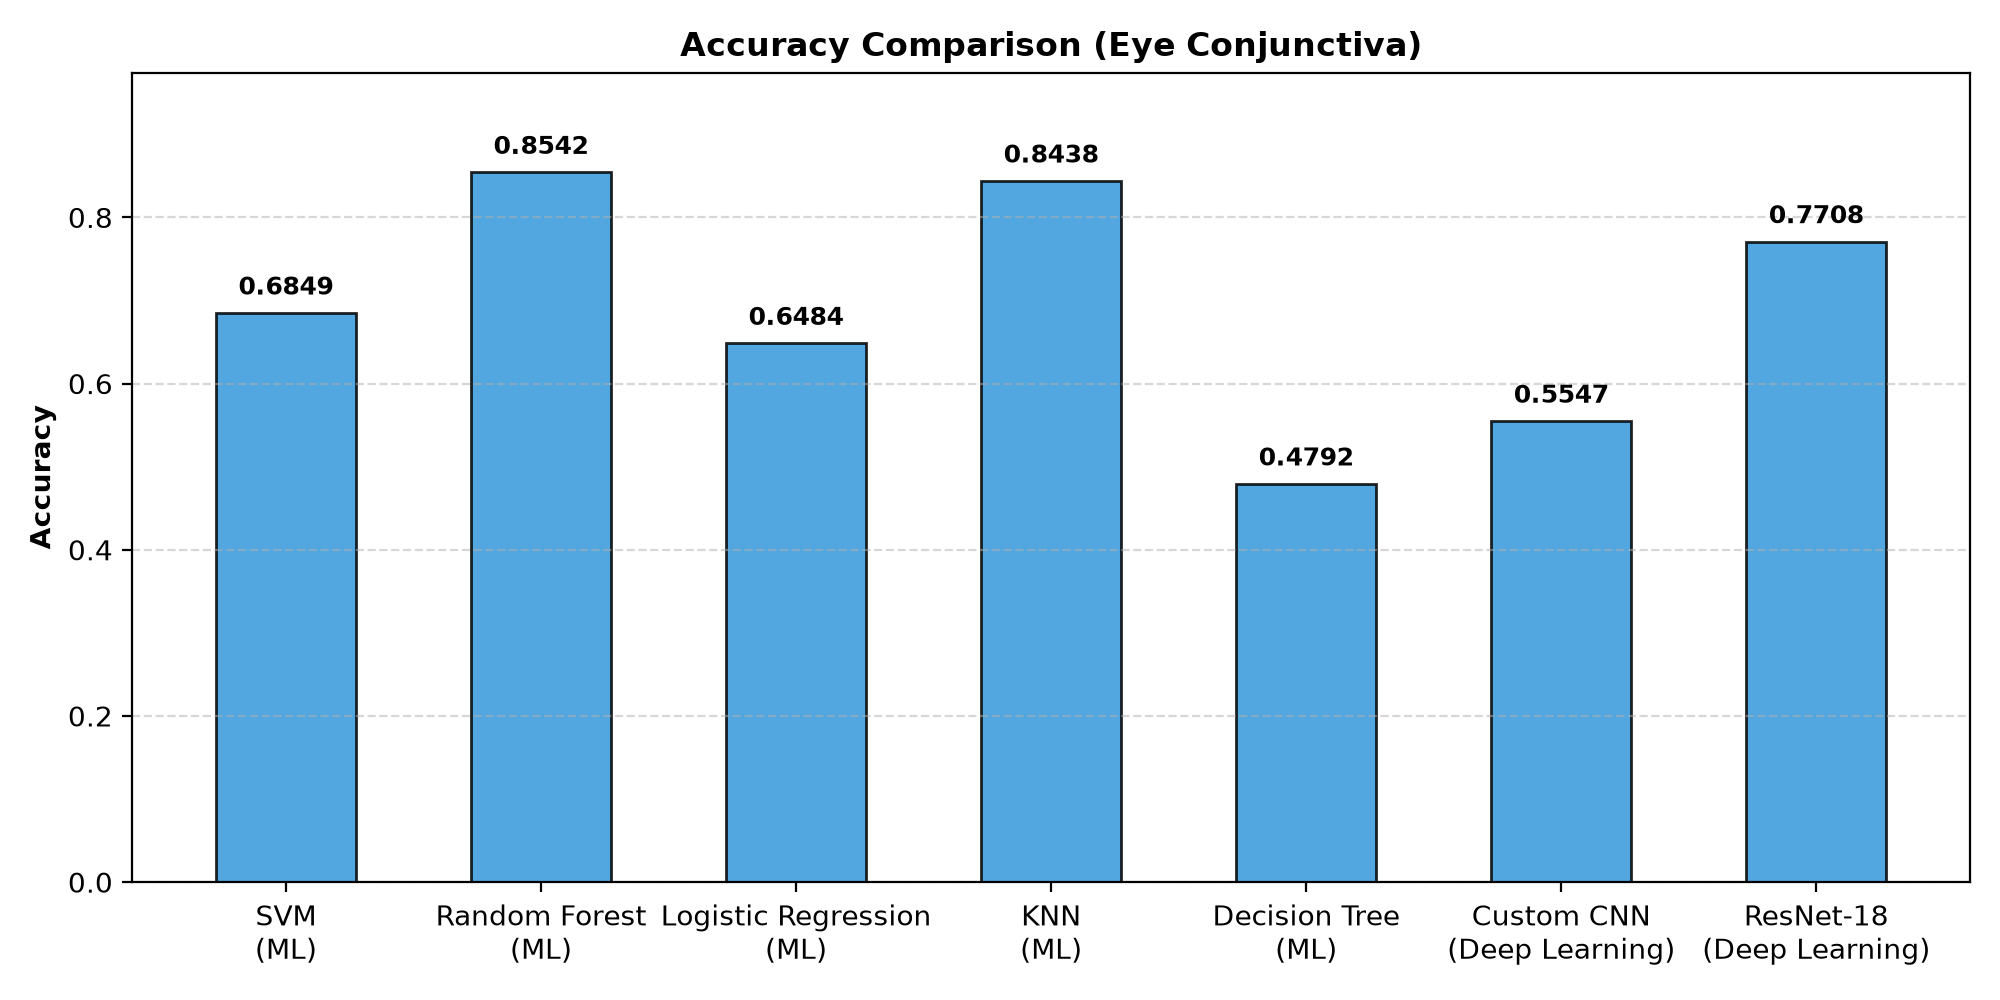 Accuracy Comparison (Eye Conjunctiva)
Accuracy
0.8
0.6
0.4
0.2
0.0
0.6849
0.8542
0.6484
0.8438
0.4792
0.5547
0.7708
SVM
(ML)
Random Forest
(ML)
Logistic Regression
(ML)
KNN
(ML)
Decision Tree
(ML)
Custom CNN
(Deep Learning)
ResNet-18
(Deep Learning)